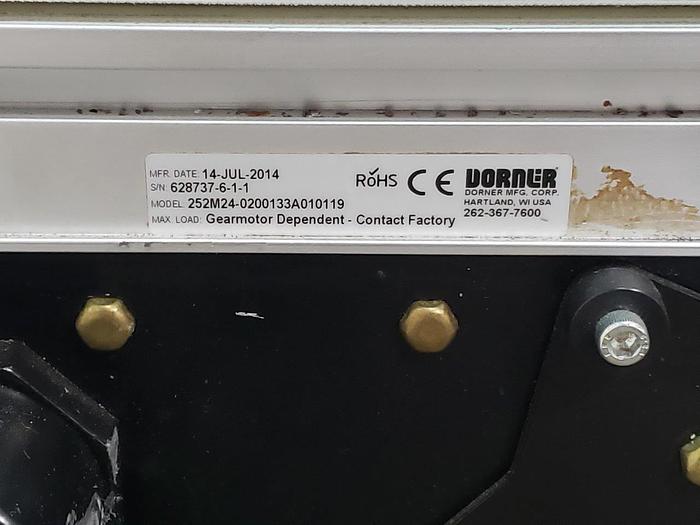 MFR. DATE: 14-JUL-2014
S/N: 628737-6-1-1
MODEL: 252M24-0200133A010119
MAX. LOAD: Gearmotor Dependent - Contact Factory
RoHS CE
DORNER
DORNER MFG. CORP.
HARTLAND, WI USA
262-367-7600